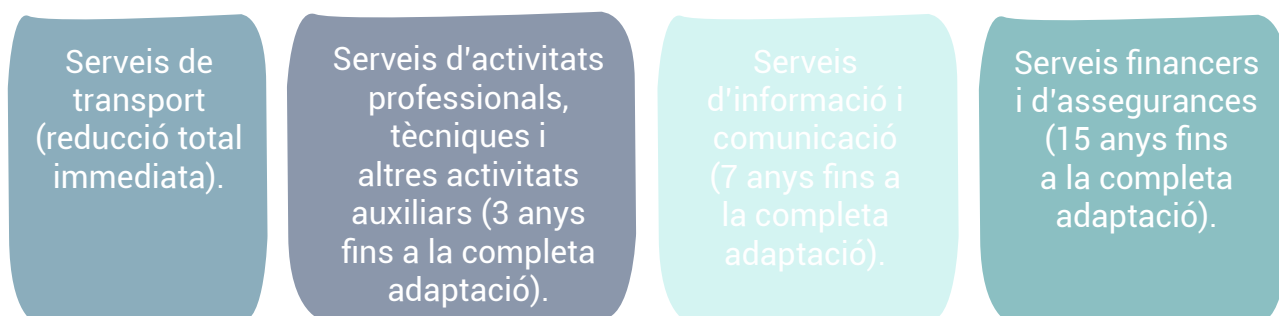 Serveis de
transport
(reducció total
immediata).
Serveis d'activitats
professionals,
tècniques i
altres activitats
auxiliars (3 anys
fins a la completa
adaptació).
Serveis
d'informació i
comunicació
(7 anys fins a
la completa
adaptació).
Serveis financers
i d'assegurances
(15 anys fins
a la completa
adaptació).